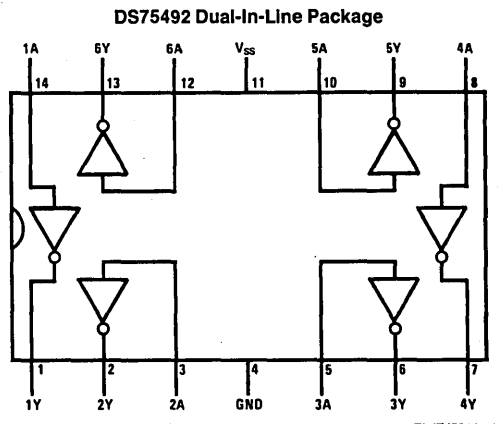 DS75492 Dual-In-Line Package
1A 6Y 6A VSS 5A 5Y 4A
14 13 12 11 10 9 8
1 2 3 4 5 6 7
1Y 2Y 2A GND 3A 3Y 4Y